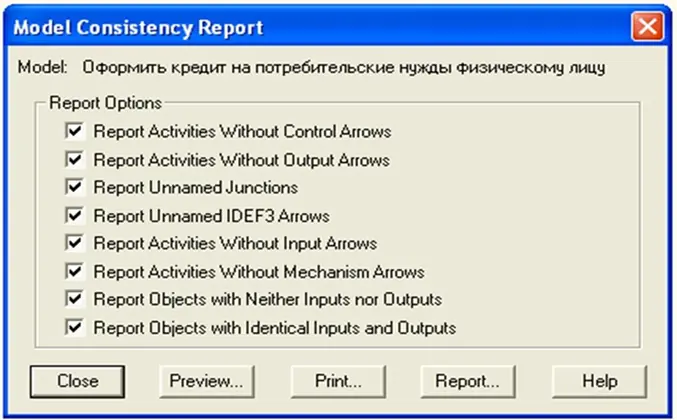 Model Consistency Report
Model: Оформить кредит на потребительские нужды физическому лицу
Report Options
Report Activities Without Control Arrows
Report Activities Without Output Arrows
Report Unnamed Junctions
Report Unnamed IDEF3 Arrows
Report Activities Without Input Arrows
Report Activities Without Mechanism Arrows
Report Objects with Neither Inputs nor Outputs
Report Objects with Identical Inputs and Outputs
Close Preview... Print... Report... Help